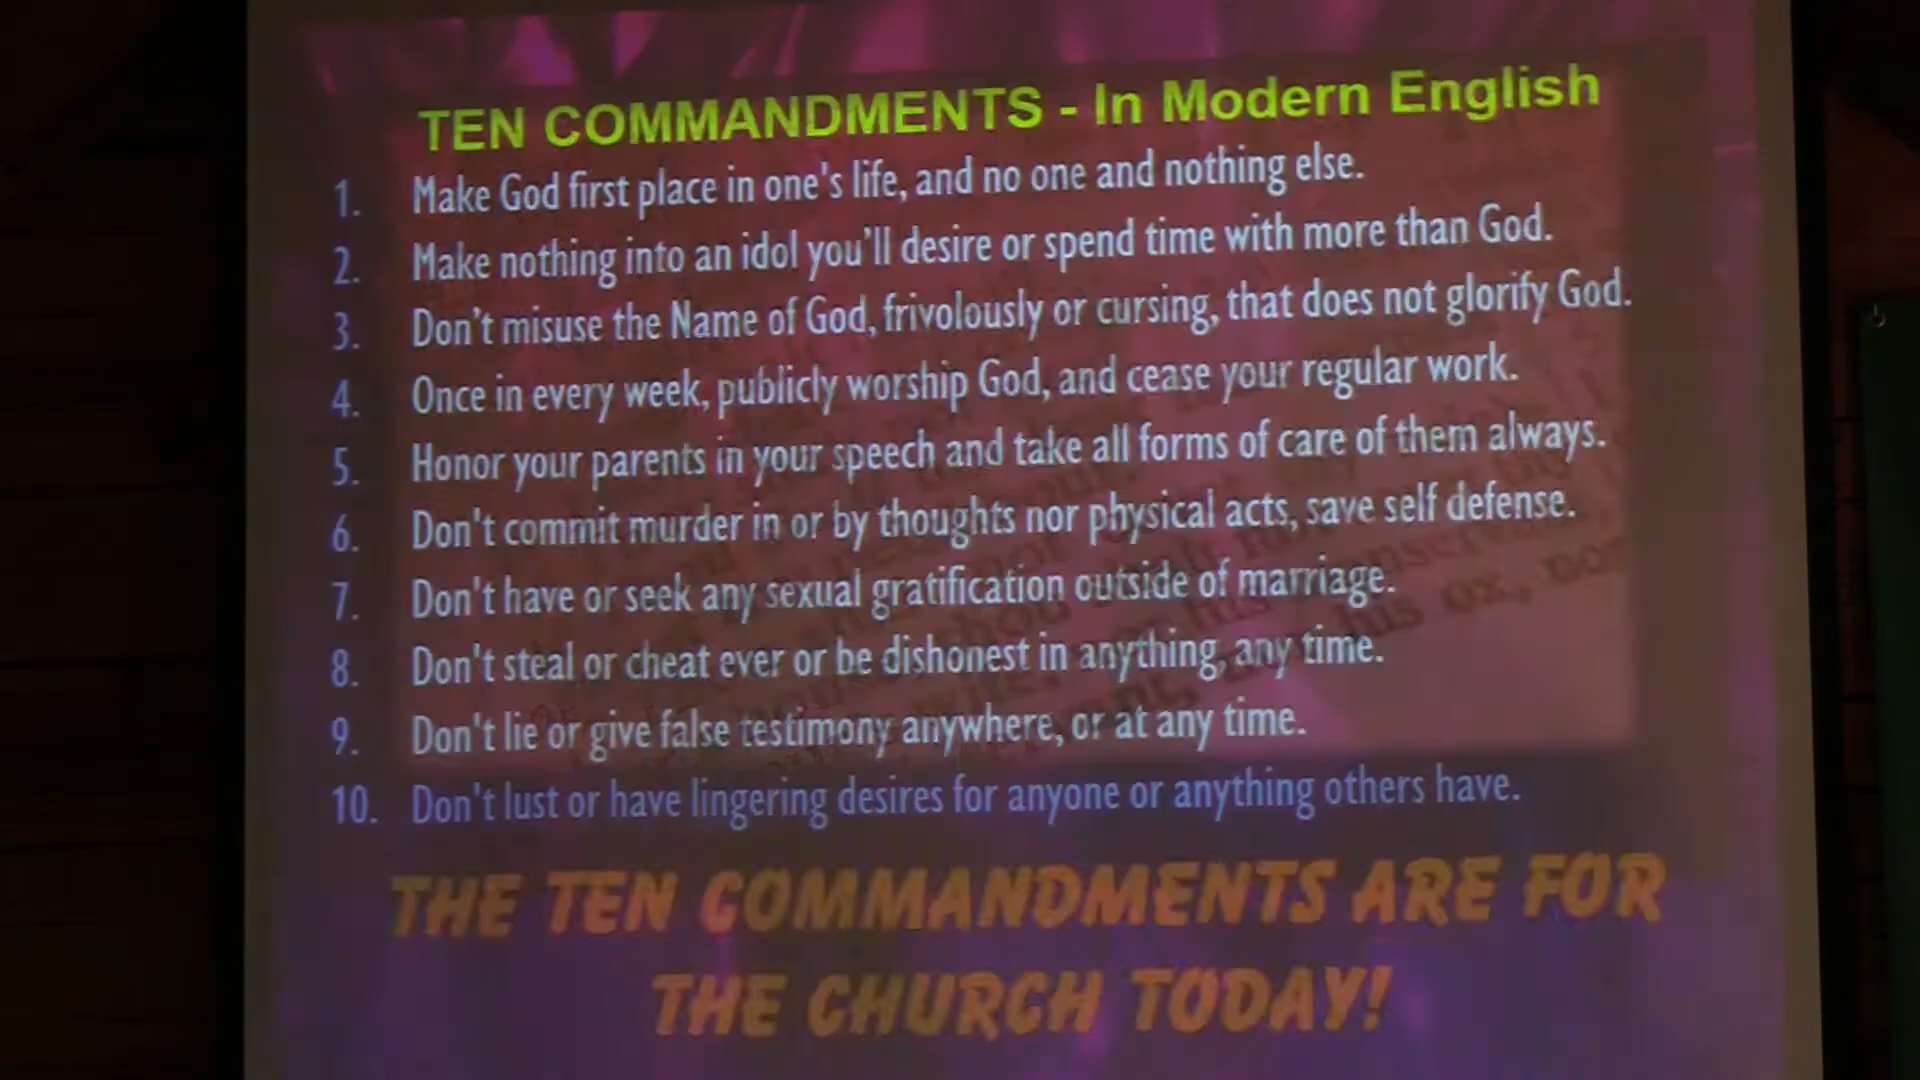 TEN COMMANDMENTS - In Modern English
1. Make God first place in one's life, and no one and nothing else.
2. Make nothing into an idol you'll desire or spend time with more than God.
3. Don't misuse the Name of God, frivolously or cursing, that does not glorify God.
4. Once in every week, publicly worship God, and cease your regular work.
5. Honor your parents in your speech and take all forms of care of them always.
6. Don't commit murder in or by thoughts nor physical acts, save self defense.
7. Don't have or seek any sexual gratification outside of marriage.
8. Don't steal or cheat ever or be dishonest in anything, any time.
9. Don't lie or give false testimony anywhere, or at any time.
10. Don't lust or have lingering desires for anyone or anything others have.
THE TEN COMMANDMENTS ARE FOR
THE CHURCH TODAY!
his ox, nor